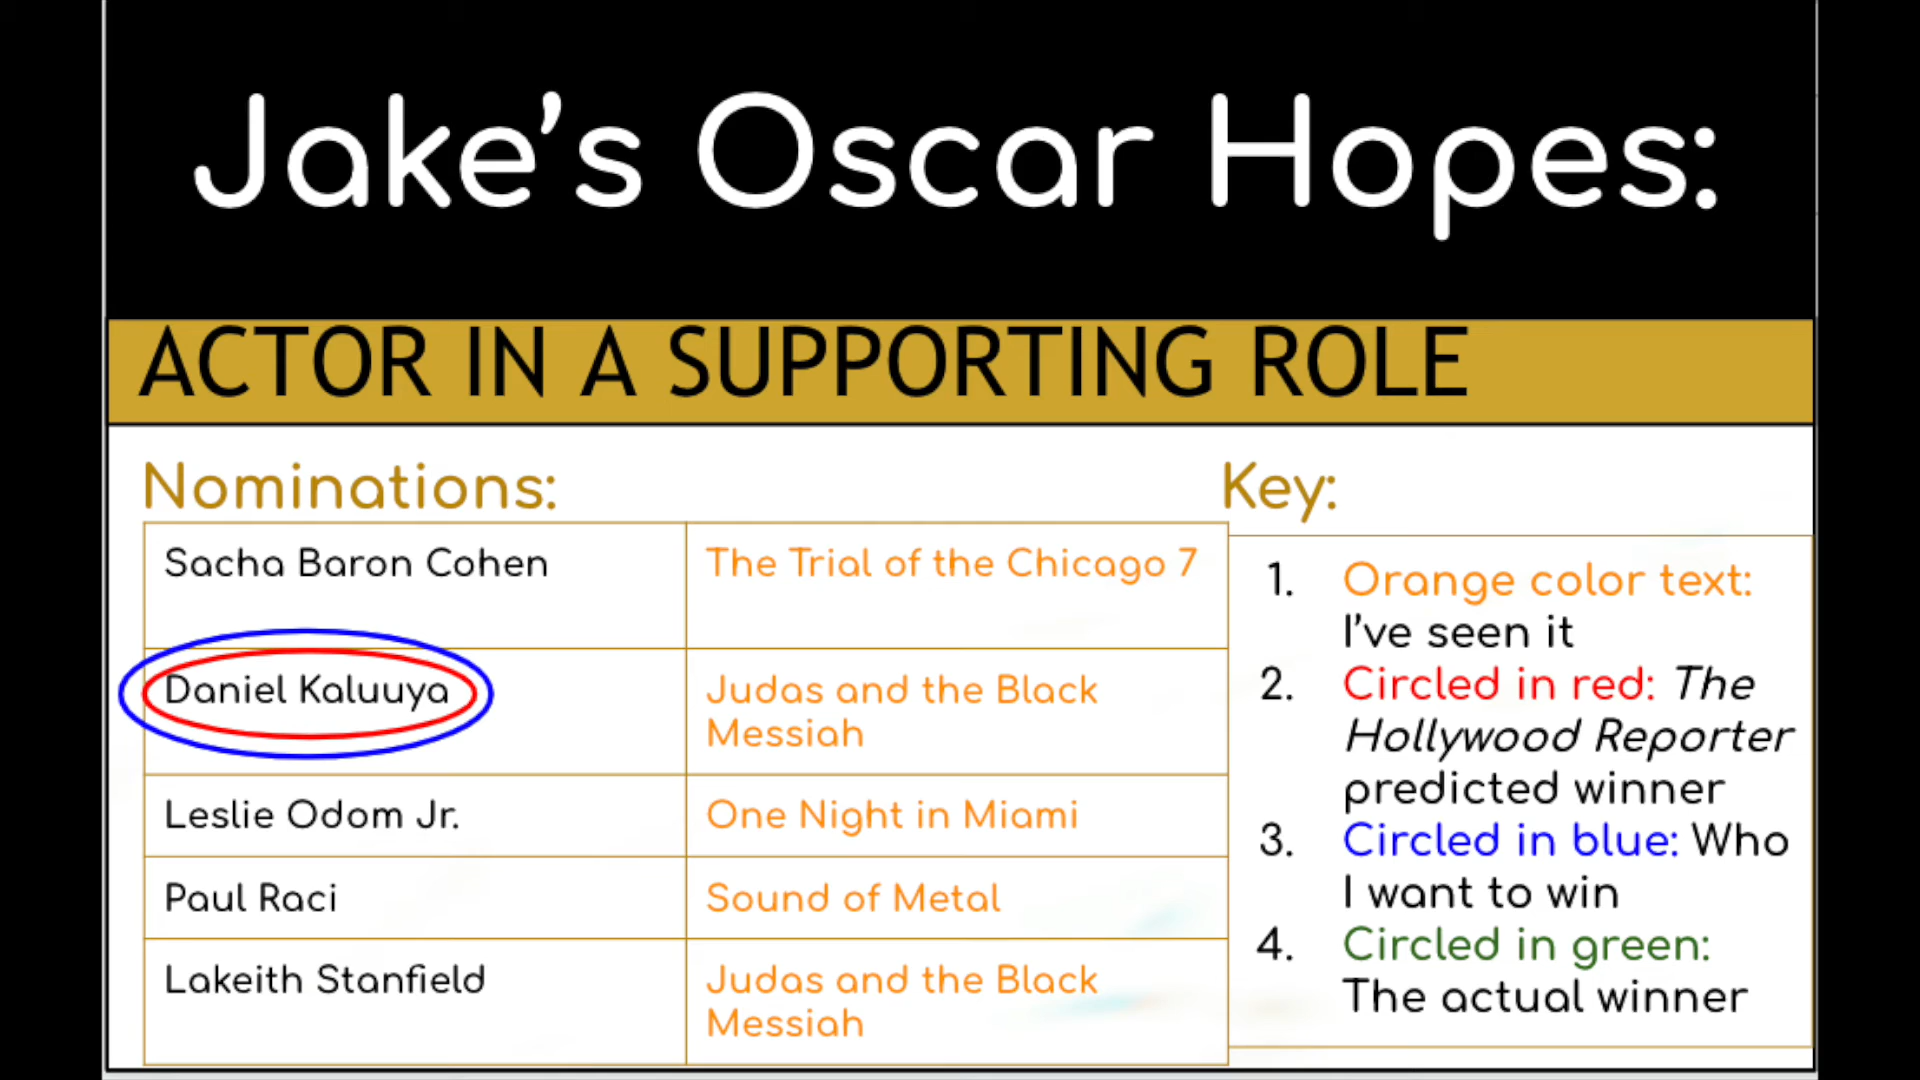 Jake’s Oscar Hopes:
ACTOR IN A SUPPORTING ROLE
Nominations:
Sacha Baron Cohen
The Trial of the Chicago 7
Daniel Kaluuya
Judas and the Black
Messiah
Leslie Odom Jr.
One Night in Miami
Paul Raci
Sound of Metal
Lakeith Stanfield
Judas and the Black
Messiah
Key:
1. Orange color text:
I’ve seen it
2. Circled in red: The
Hollywood Reporter
predicted winner
3. Circled in blue: Who
I want to win
4. Circled in green:
The actual winner